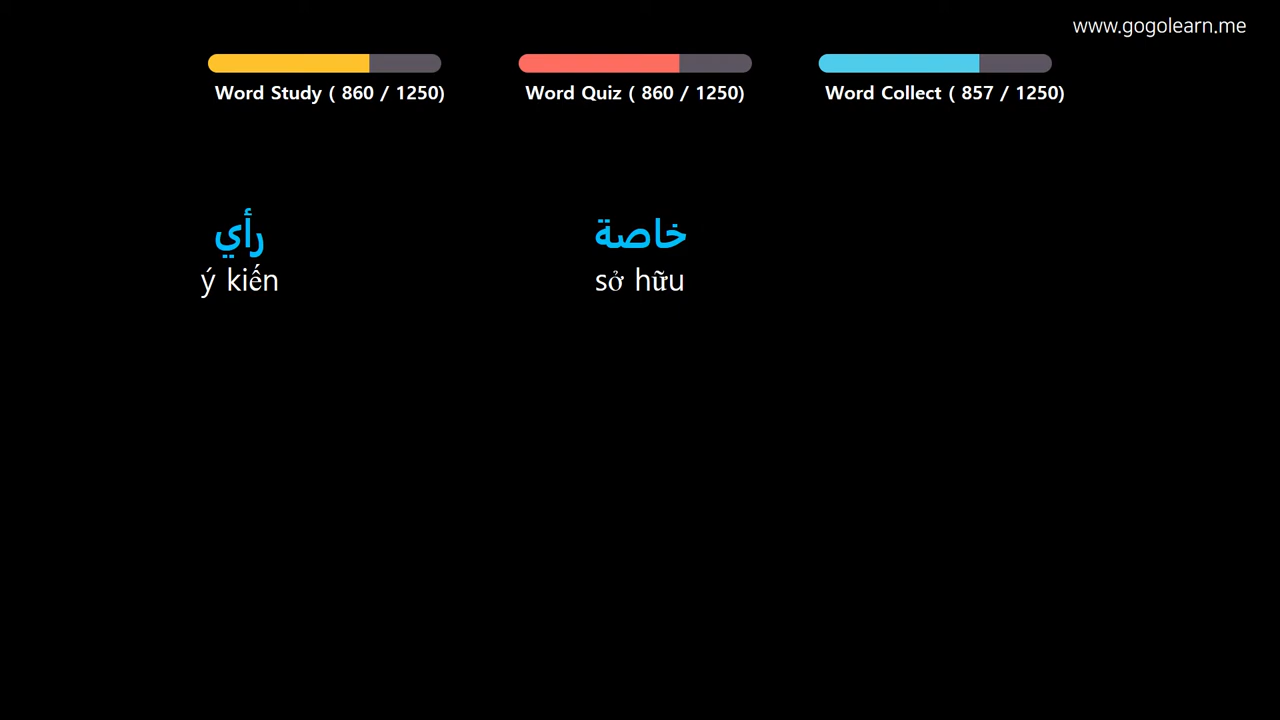 www.gogolearn.me
Word Study ( 860 / 1250)
Word Quiz ( 860 / 1250)
Word Collect ( 857 / 1250)
رأي
ý kiến
خاصة
sở hữu